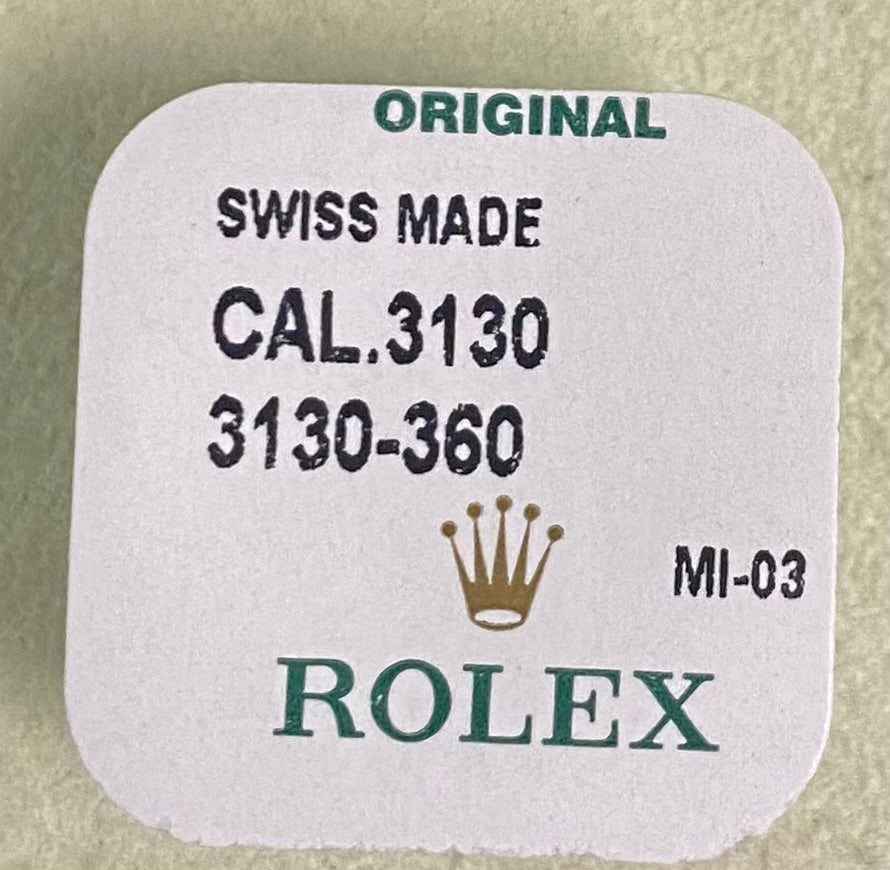 ORIGINAL
SWISS MADE
CAL.3130
3130-360
MI-03
ROLEX